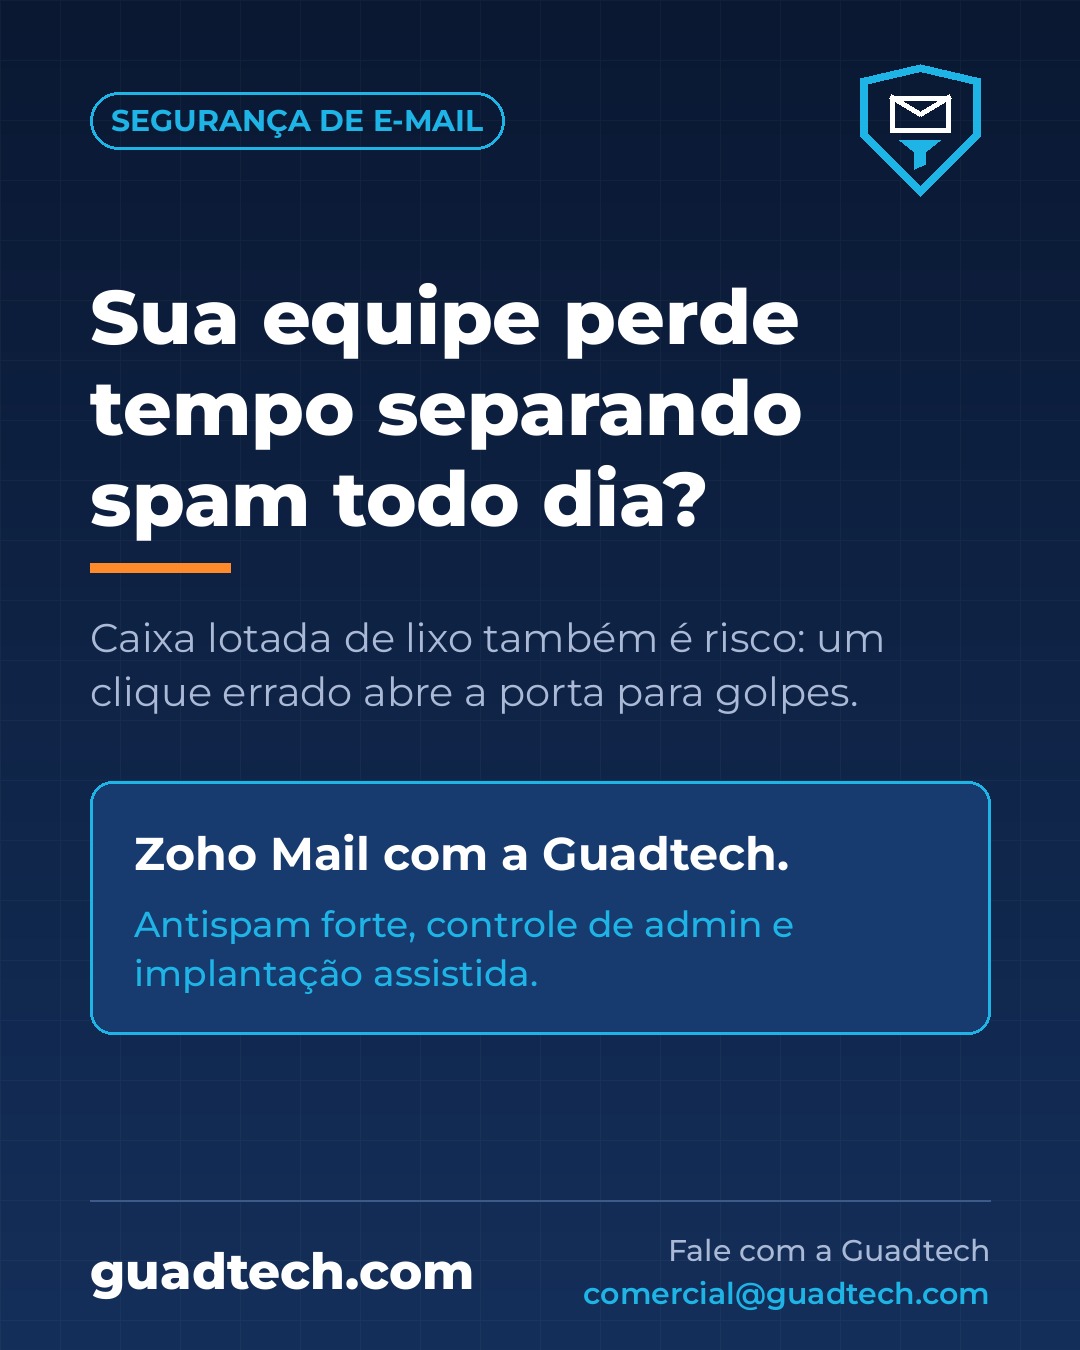 SEGURANÇA DE E-MAIL
Sua equipe perde
tempo separando
spam todo dia?
Caixa lotada de lixo também é risco: um
clique errado abre a porta para golpes.
Zoho Mail com a Guadtech.
Antispam forte, controle de admin e
implantação assistida.
guadtech.com
Fale com a Guadtech
comercial@guadtech.com